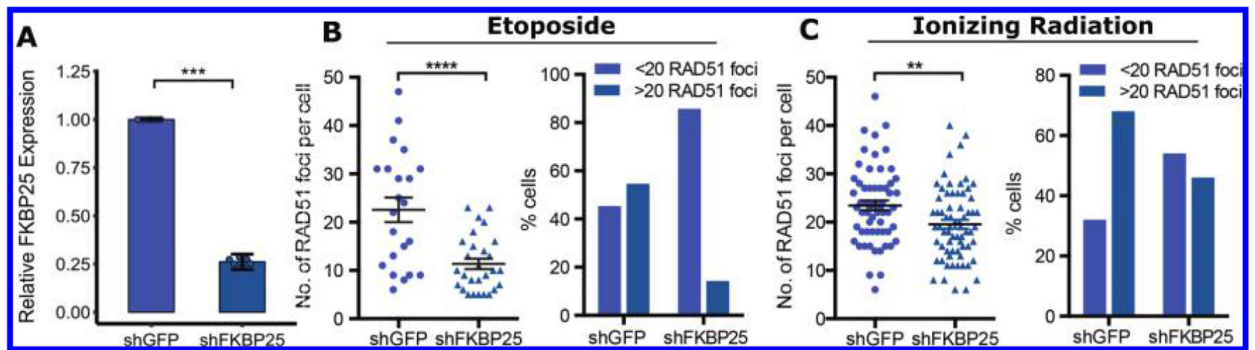 A
Relative FKBP25 Expression
1.25
1.00
0.75
0.50
0.25
0.00
***
shGFP shFKBP25
B
Etoposide
No. of RAD51 foci per cell
50
40
30
20
10
0
****
shGFP shFKBP25
% cells
100
80
60
40
20
0
<20 RAD51 foci
>20 RAD51 foci
shGFP shFKBP25
C
Ionizing Radiation
No. of RAD51 foci per cell
50
40
30
20
10
0
**
shGFP shFKBP25
% cells
80
60
40
20
0
<20 RAD51 foci
>20 RAD51 foci
shGFP shFKBP25